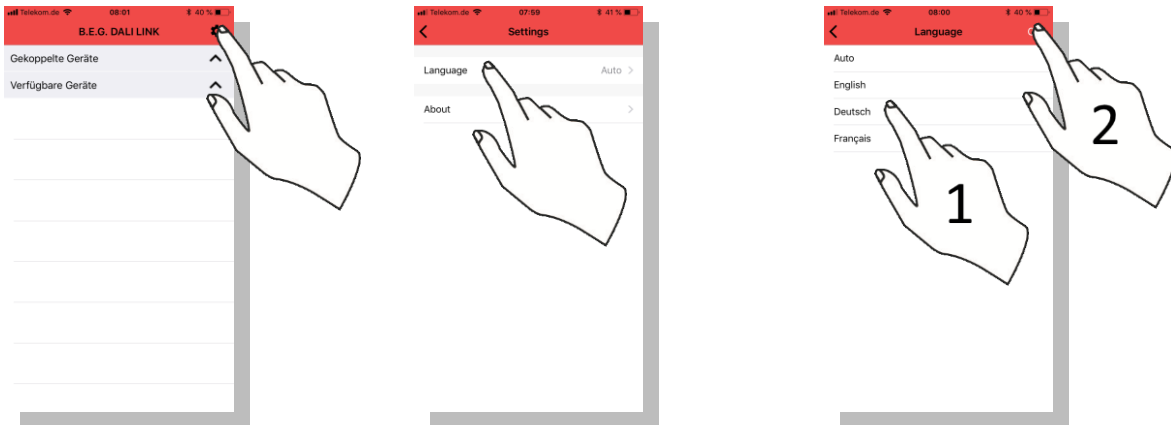 Telekom.de 08:01 40 %
B.E.G. DALI LINK
Gekoppelte Geräte
Verfügbare Geräte
Telekom.de 07:59 41 %
Settings
Language Auto
About
Telekom.de 08:00 40 %
Language
Auto
English
Deutsch
Français
1
2